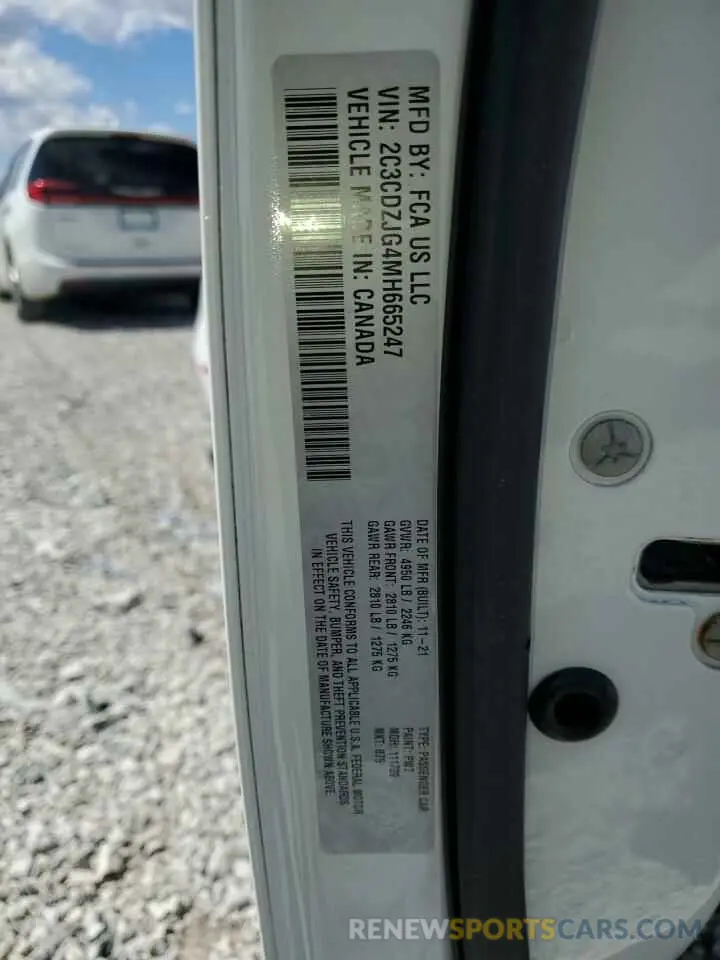 MFD BY: FCA US LLC
VIN: 2C3CDZJG4MH665247
VEHICLE MADE IN: CANADA
DATE OF MFR (BUILT): 11-21
GVWR: 4950 LB / 2246 KG
GAWR FRONT: 2810 LB / 1275 KG
GAWR REAR: 2810 LB / 1275 KG
THIS VEHICLE CONFORMS TO ALL APPLICABLE U.S.A. FEDERAL MOTOR
VEHICLE SAFETY, BUMPER, AND THEFT PREVENTION STANDARDS
IN EFFECT ON THE DATE OF MANUFACTURE SHOWN ABOVE.
TYPE: PASSENGER CAR
PAINT: PW7
MDH:
MKT:
RENEWSPORTSCARS.COM